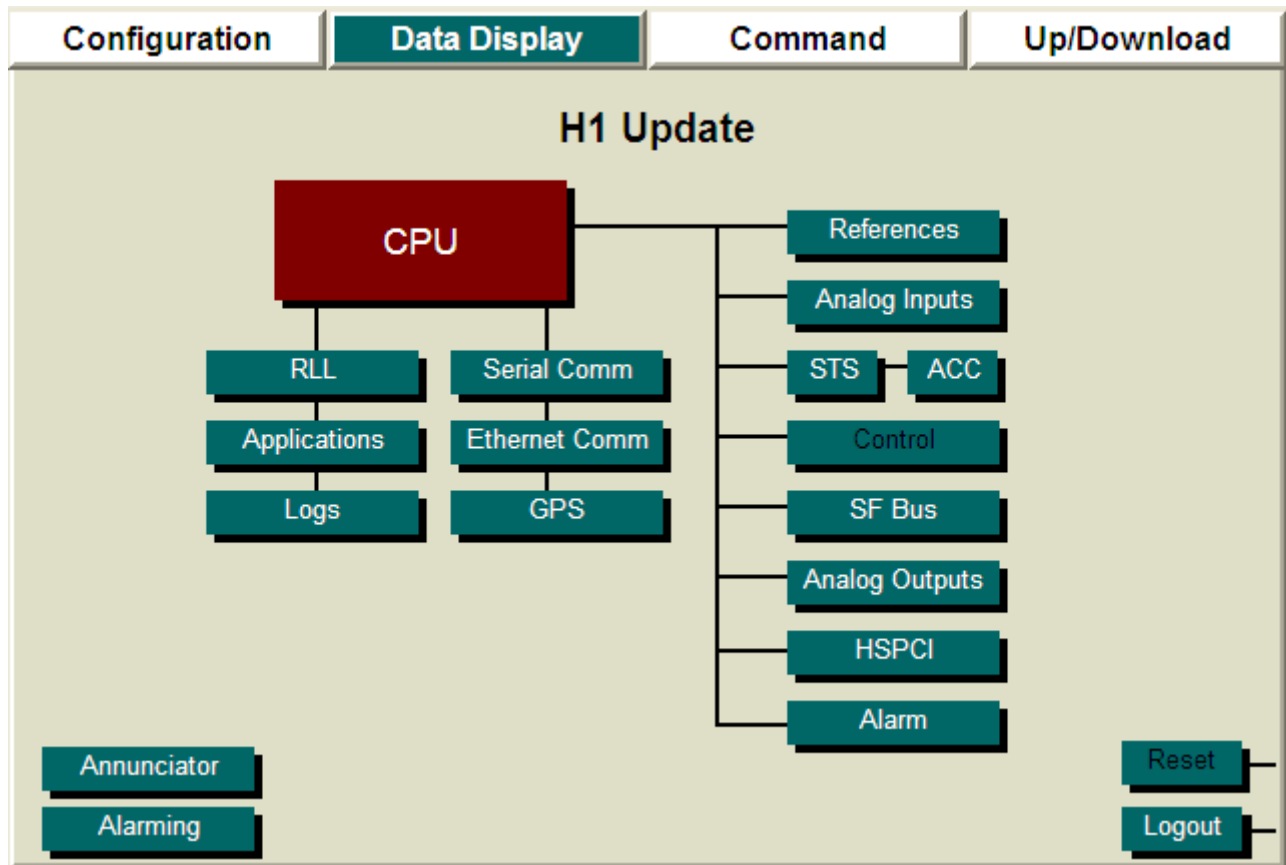 Configuration
Data Display
Command
Up/Download
H1 Update
CPU
RLL
Applications
Logs
Serial Comm
Ethernet Comm
GPS
References
Analog Inputs
STS
ACC
Control
SF Bus
Analog Outputs
HSPCI
Alarm
Annunciator
Alarming
Reset
Logout